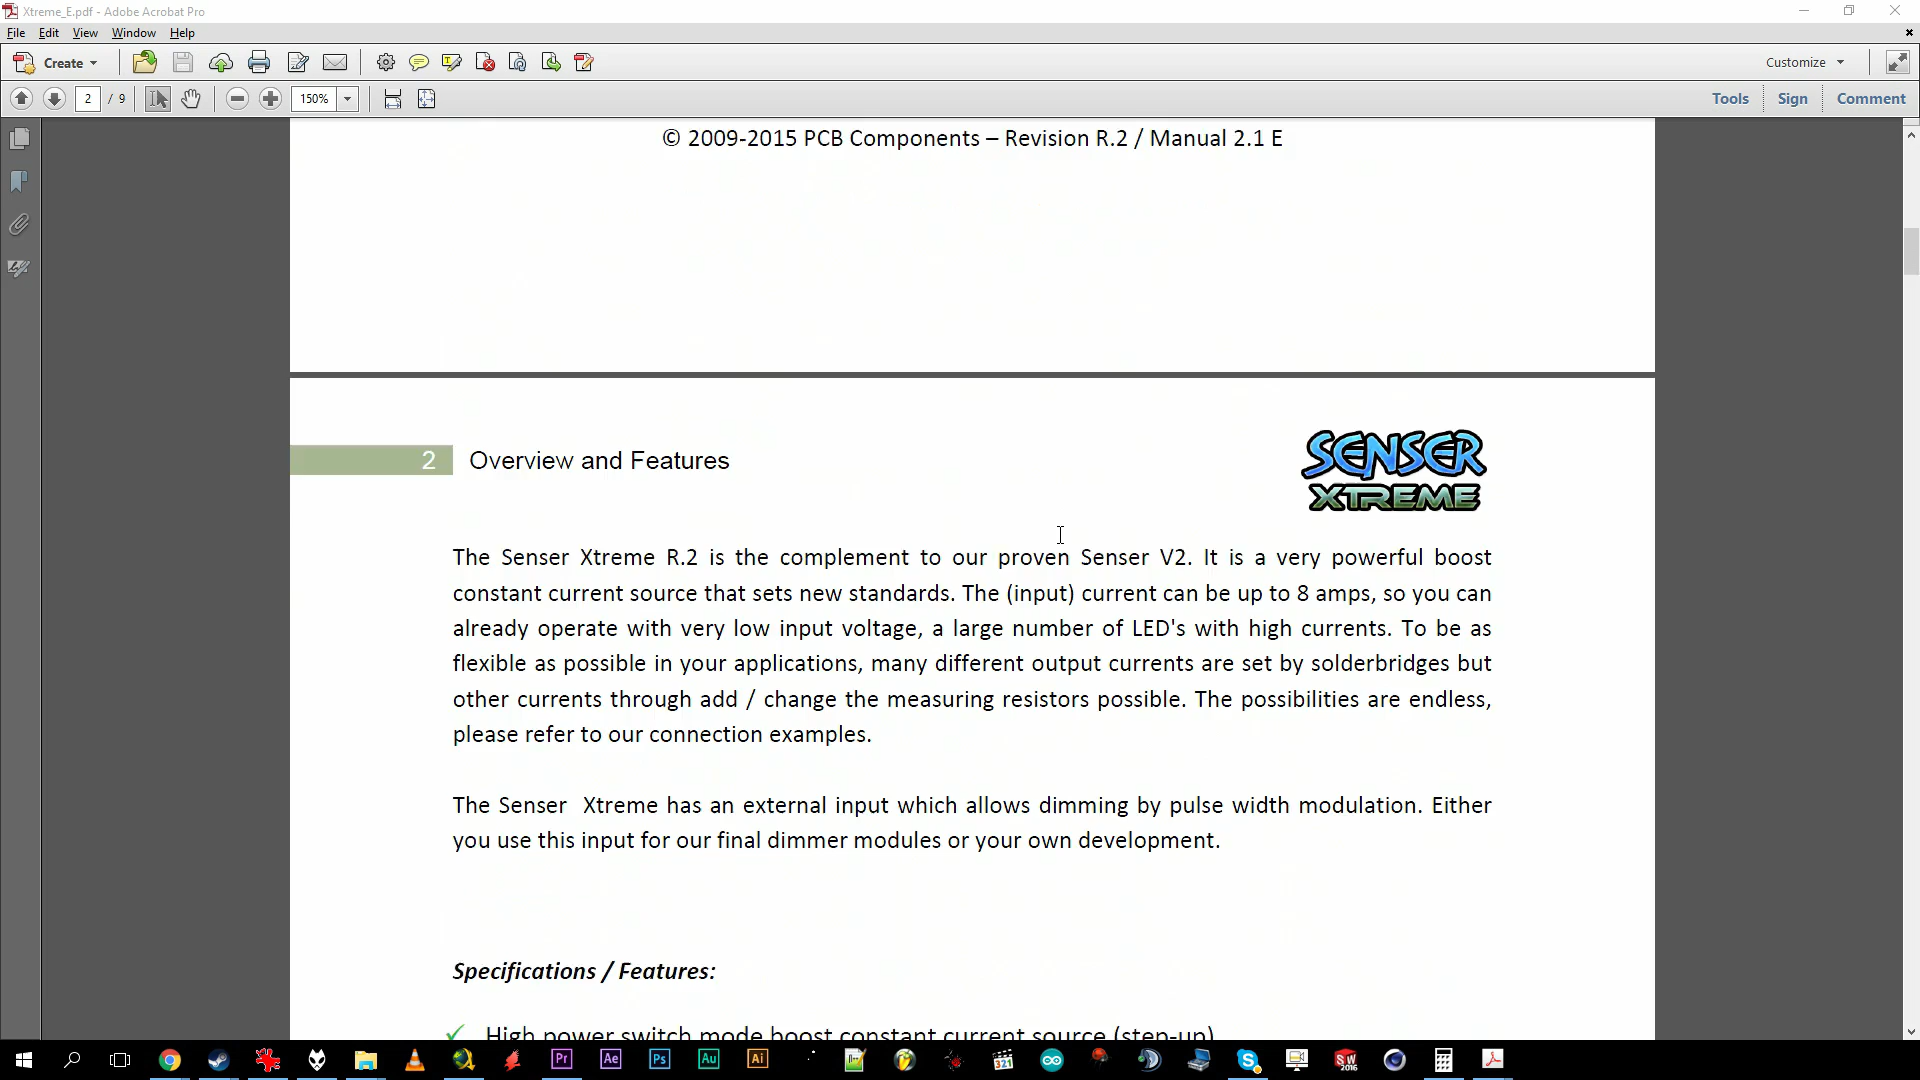 Xtreme_E.pdf - Adobe Acrobat Pro
File Edit View Window Help
Create Customize
2 / 9 150% Tools Sign Comment
© 2009-2015 PCB Components – Revision R.2 / Manual 2.1 E
2 Overview and Features
SENSER
XTREME
The Senser Xtreme R.2 is the complement to our proven Senser V2. It is a very powerful boost
constant current source that sets new standards. The (input) current can be up to 8 amps, so you can
already operate with very low input voltage, a large number of LED's with high currents. To be as
flexible as possible in your applications, many different output currents are set by solderbridges but
other currents through add / change the measuring resistors possible. The possibilities are endless,
please refer to our connection examples.
The Senser  Xtreme has an external input which allows dimming by pulse width modulation. Either
you use this input for our final dimmer modules or your own development.
Specifications / Features:
High power switch mode boost constant current source (step-up)
Pr Ae Ps Au Ai 321 SW 2016